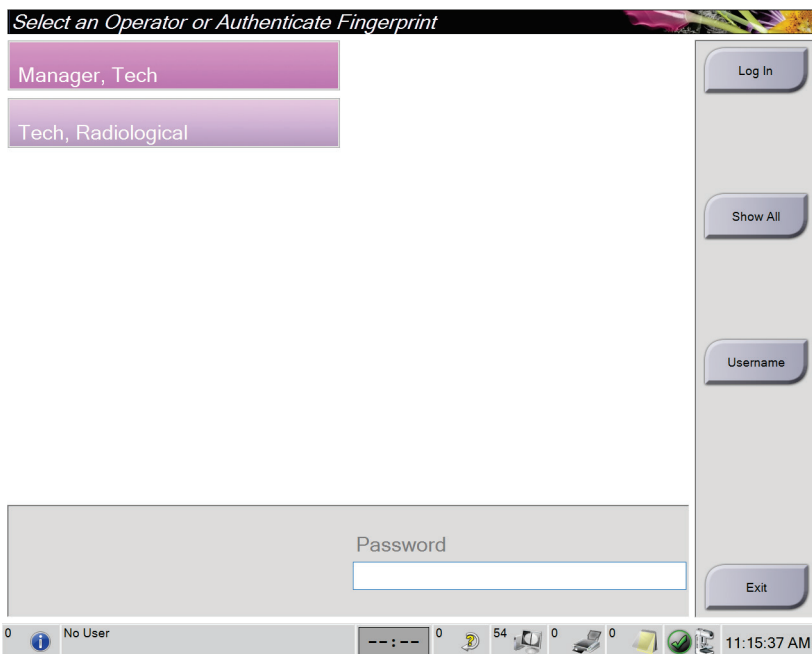 Select an Operator or Authenticate Fingerprint
Manager, Tech
Tech, Radiological
Log In
Show All
Username
Password
Exit
0 No User --:-- 0 54 0 0 11:15:37 AM